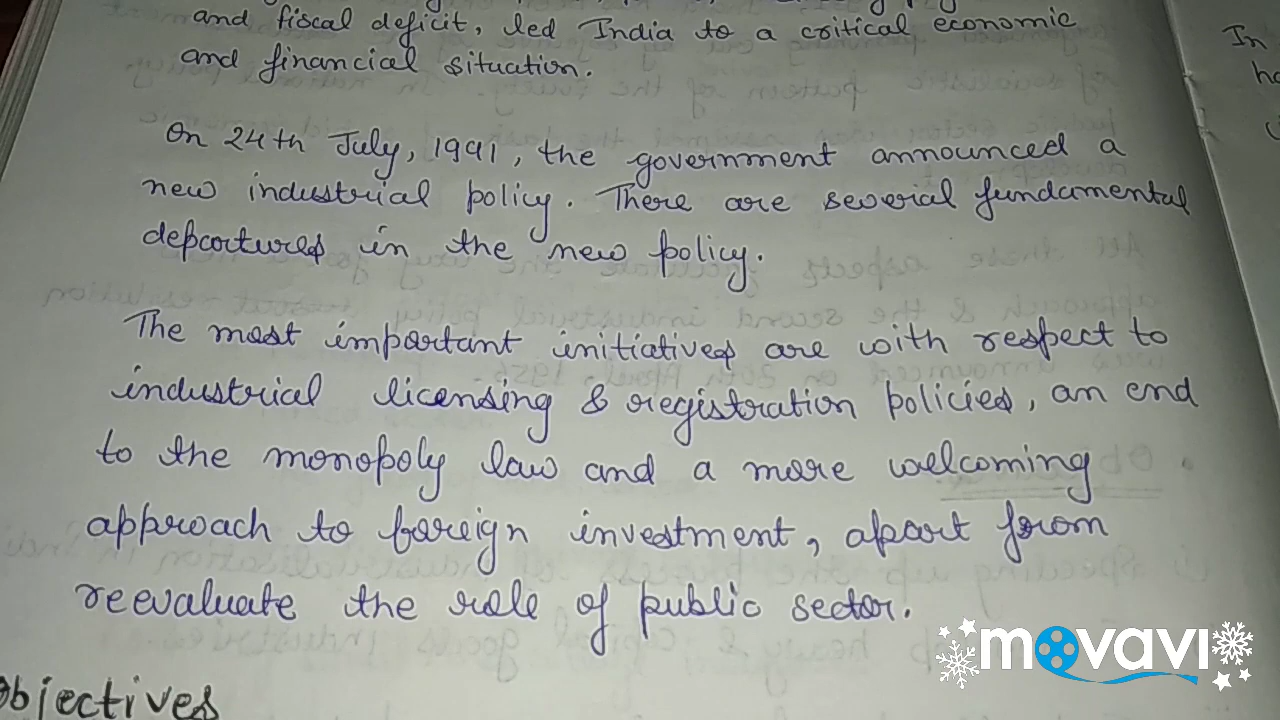 and fiscal deficit, led India to a critical economic
and financial situation.
On 24th July, 1991, the government announced a
new industrial policy. There are several fundamental
departures in the new policy.
The most important initiatives are with respect to
industrial licensing & registration policies, an end
to the monopoly law and a more welcoming
approach to foreign investment, apart from
reevaluate the role of public sector.
Objectives
In
movavi